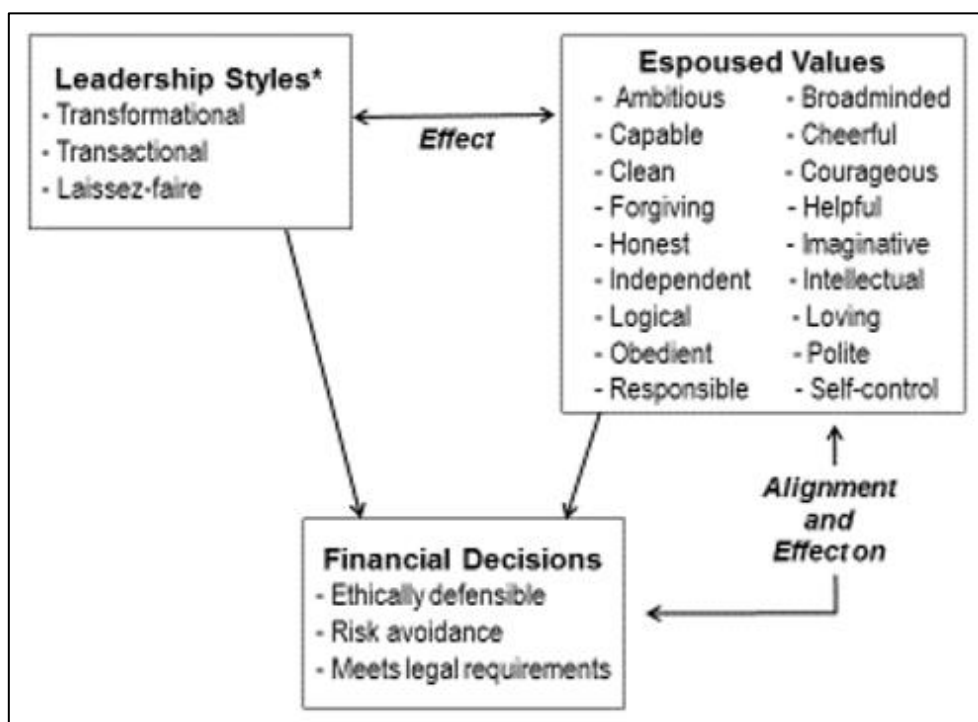 Leadership Styles*
- Transformational
- Transactional
- Laissez-faire
Effect
Espoused Values
- Ambitious - Broadminded
- Capable - Cheerful
- Clean - Courageous
- Forgiving - Helpful
- Honest - Imaginative
- Independent - Intellectual
- Logical - Loving
- Obedient - Polite
- Responsible - Self-control
Alignment
and
Effect on
Financial Decisions
- Ethically defensible
- Risk avoidance
- Meets legal requirements